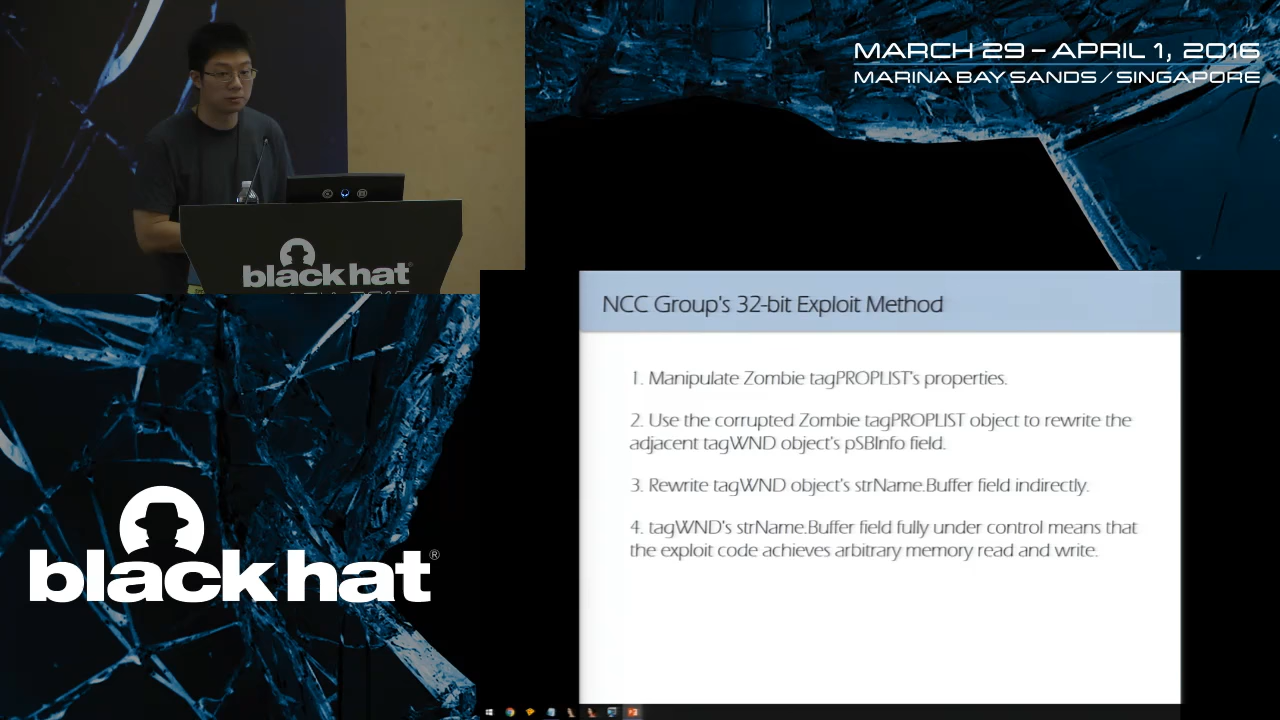 MARCH 29 – APRIL 1, 2016
MARINA BAY SANDS / SINGAPORE
black hat®
NCC Group's 32-bit Exploit Method
1. Manipulate Zombie tagPROPLIST's properties.
2. Use the corrupted Zombie tagPROPLIST object to rewrite the
adjacent tagWND object's pSBInfo field.
3. Rewrite tagWND object's strName.Buffer field indirectly.
4. tagWND's strName.Buffer field fully under control means that
the exploit code achieves arbitrary memory read and write.
black hat®